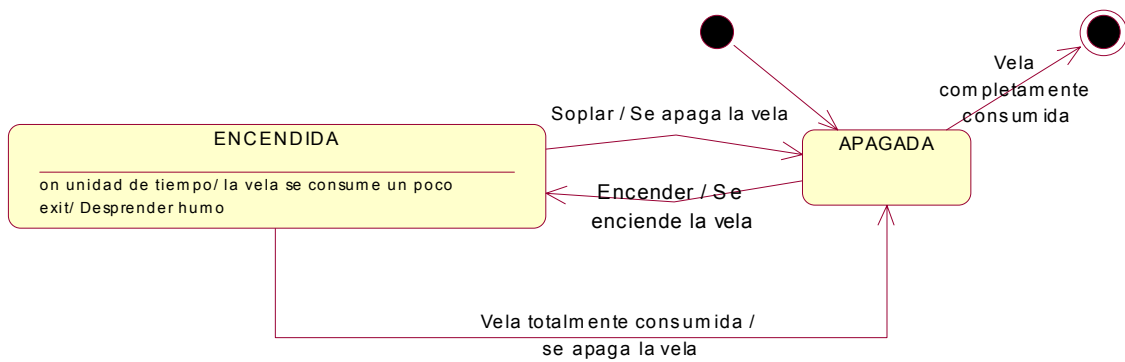 Vela
completamente
consumida
Soplar / Se apaga la vela
ENCENDIDA
APAGADA
on unidad de tiempo/ la vela se consume un poco
exit/ Desprender humo
Encender / Se
enciende la vela
Vela totalmente consumida /
se apaga la vela